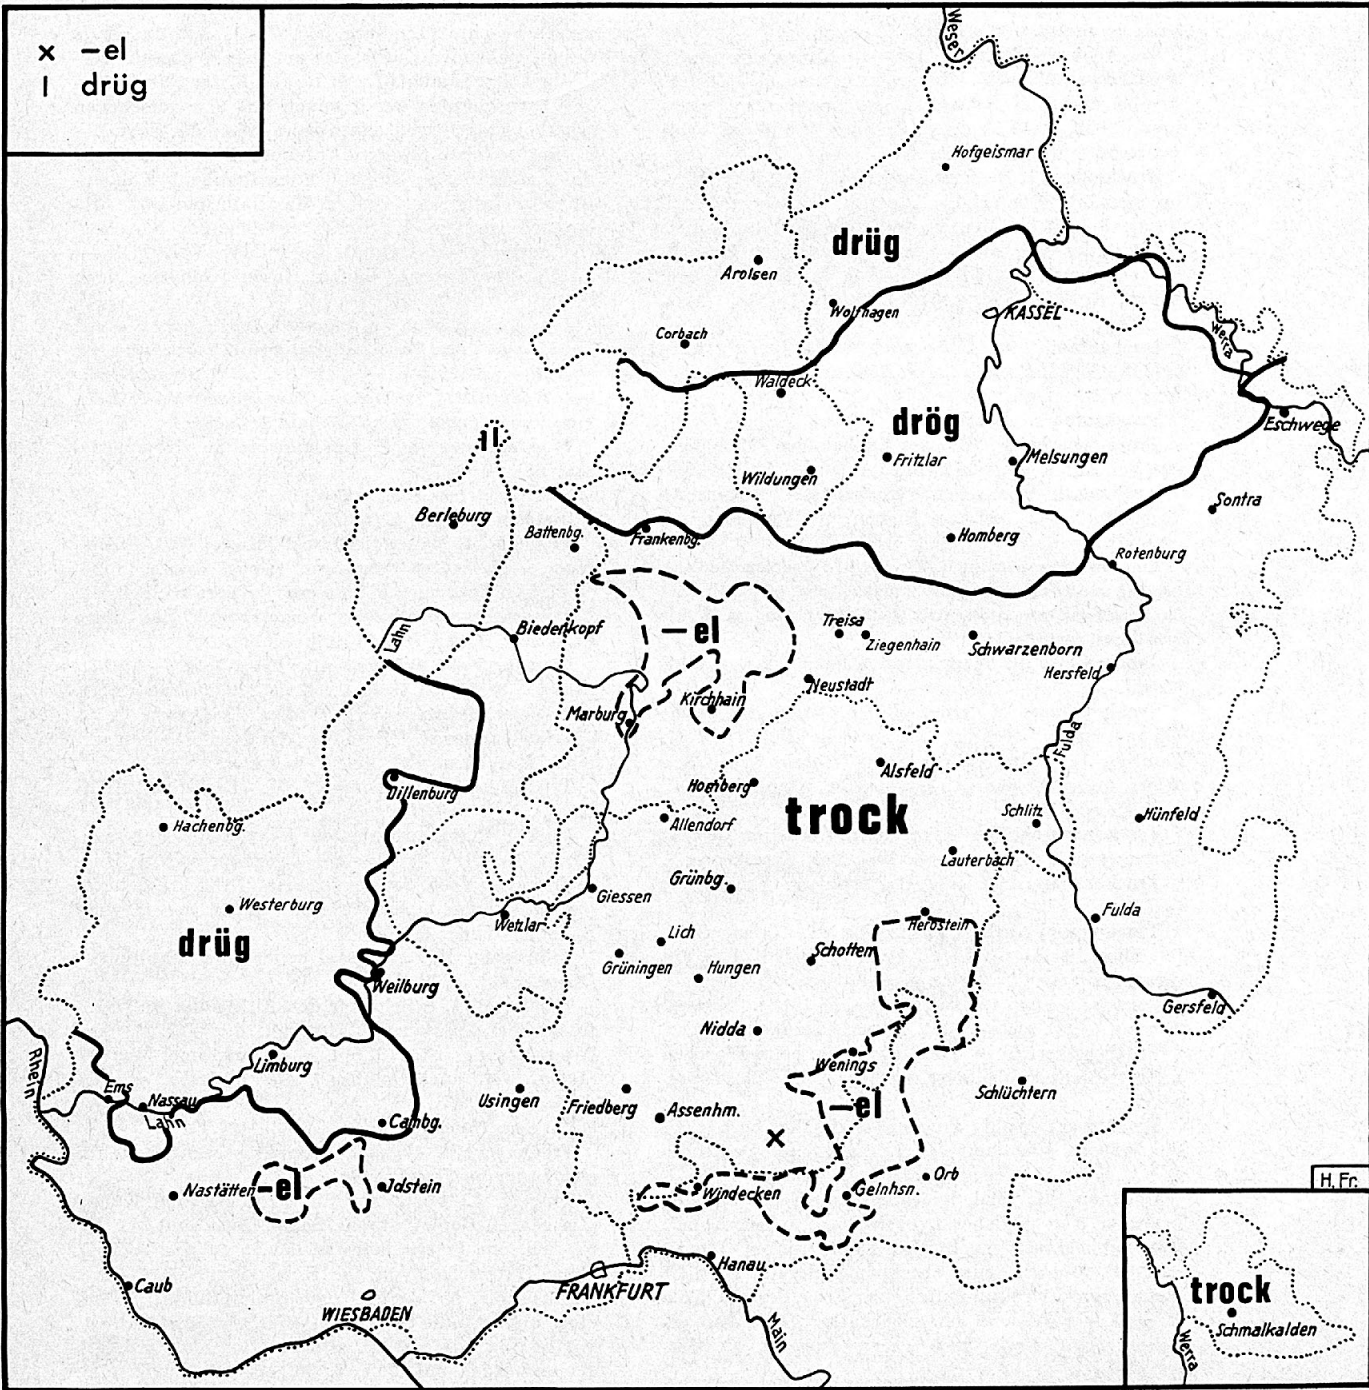 × –el
| drüg
Weser
Hofgeismar
drüg
Arolsen
Wolfhagen
KASSEL
Corbach
Werra
Waldeck
drög
Eschwege
Fritzlar
Melsungen
Wildungen
Sontra
Berleburg
Battenbg.
Frankenbg.
Homberg
Rotenburg
Lahn
Biedenkopf
–el
Treisa
Ziegenhain
Schwarzenborn
Hersfeld
Neustadt
Kirchhain
Marburg
Fulda
Alsfeld
Homberg
Dillenburg
trock
Hachenbg.
Allendorf
Schlitz
Hünfeld
Lauterbach
Grünbg.
Giessen
Westerburg
Wetzlar
Herbstein
Fulda
drüg
Lich
Schotten
Grüningen
Hungen
Weilburg
Gersfeld
Nidda
Rhein
Limburg
Wenings
Ems
Nassau
Lahn
Usingen
Friedberg
Assenhm.
–el
Schlüchtern
Cambg.
×
Nastätten
–el
Idstein
Windecken
Gelnhsn.
Orb
H. Fr.
Hanau
Caub
FRANKFURT
WIESBADEN
Main
trock
Schmalkalden
Werra